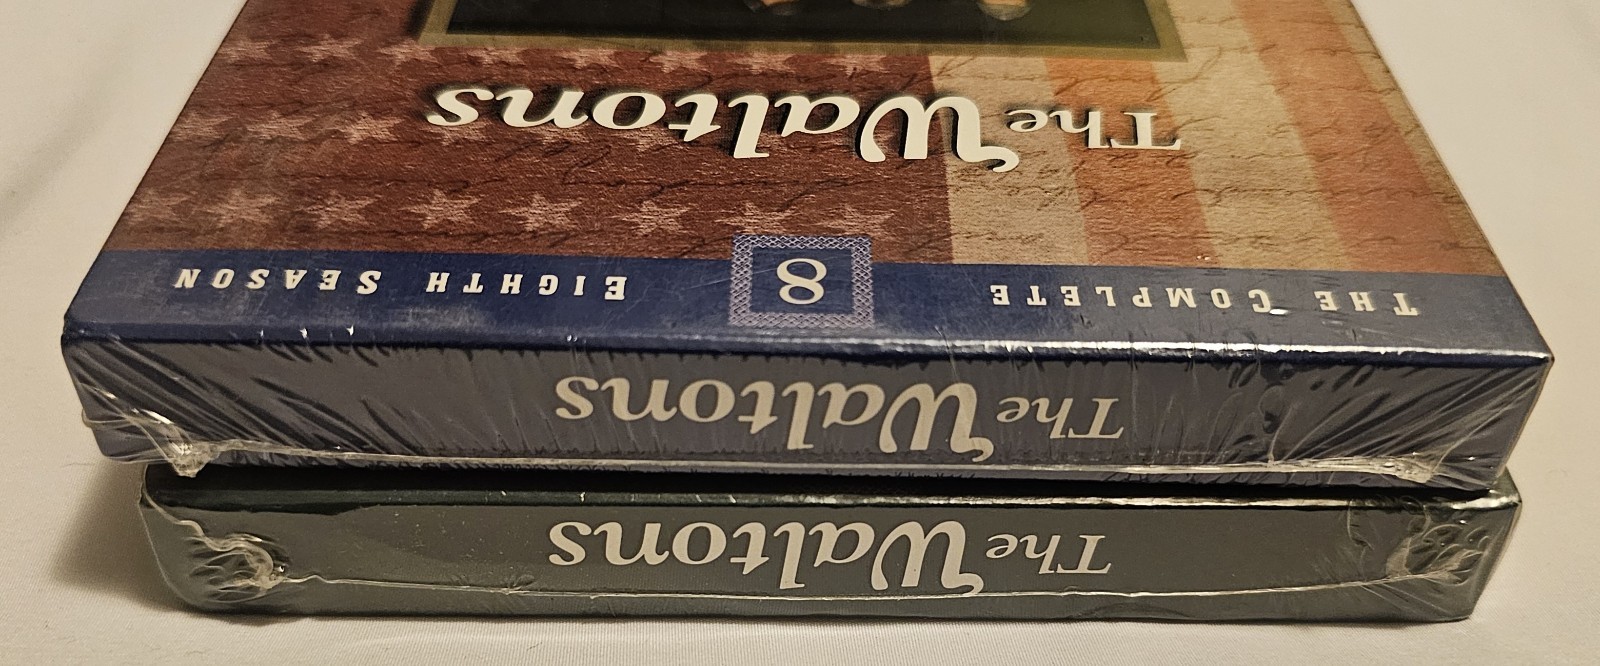 The Waltons
THE COMPLETE 8 EIGHTH SEASON
The Waltons
The Waltons